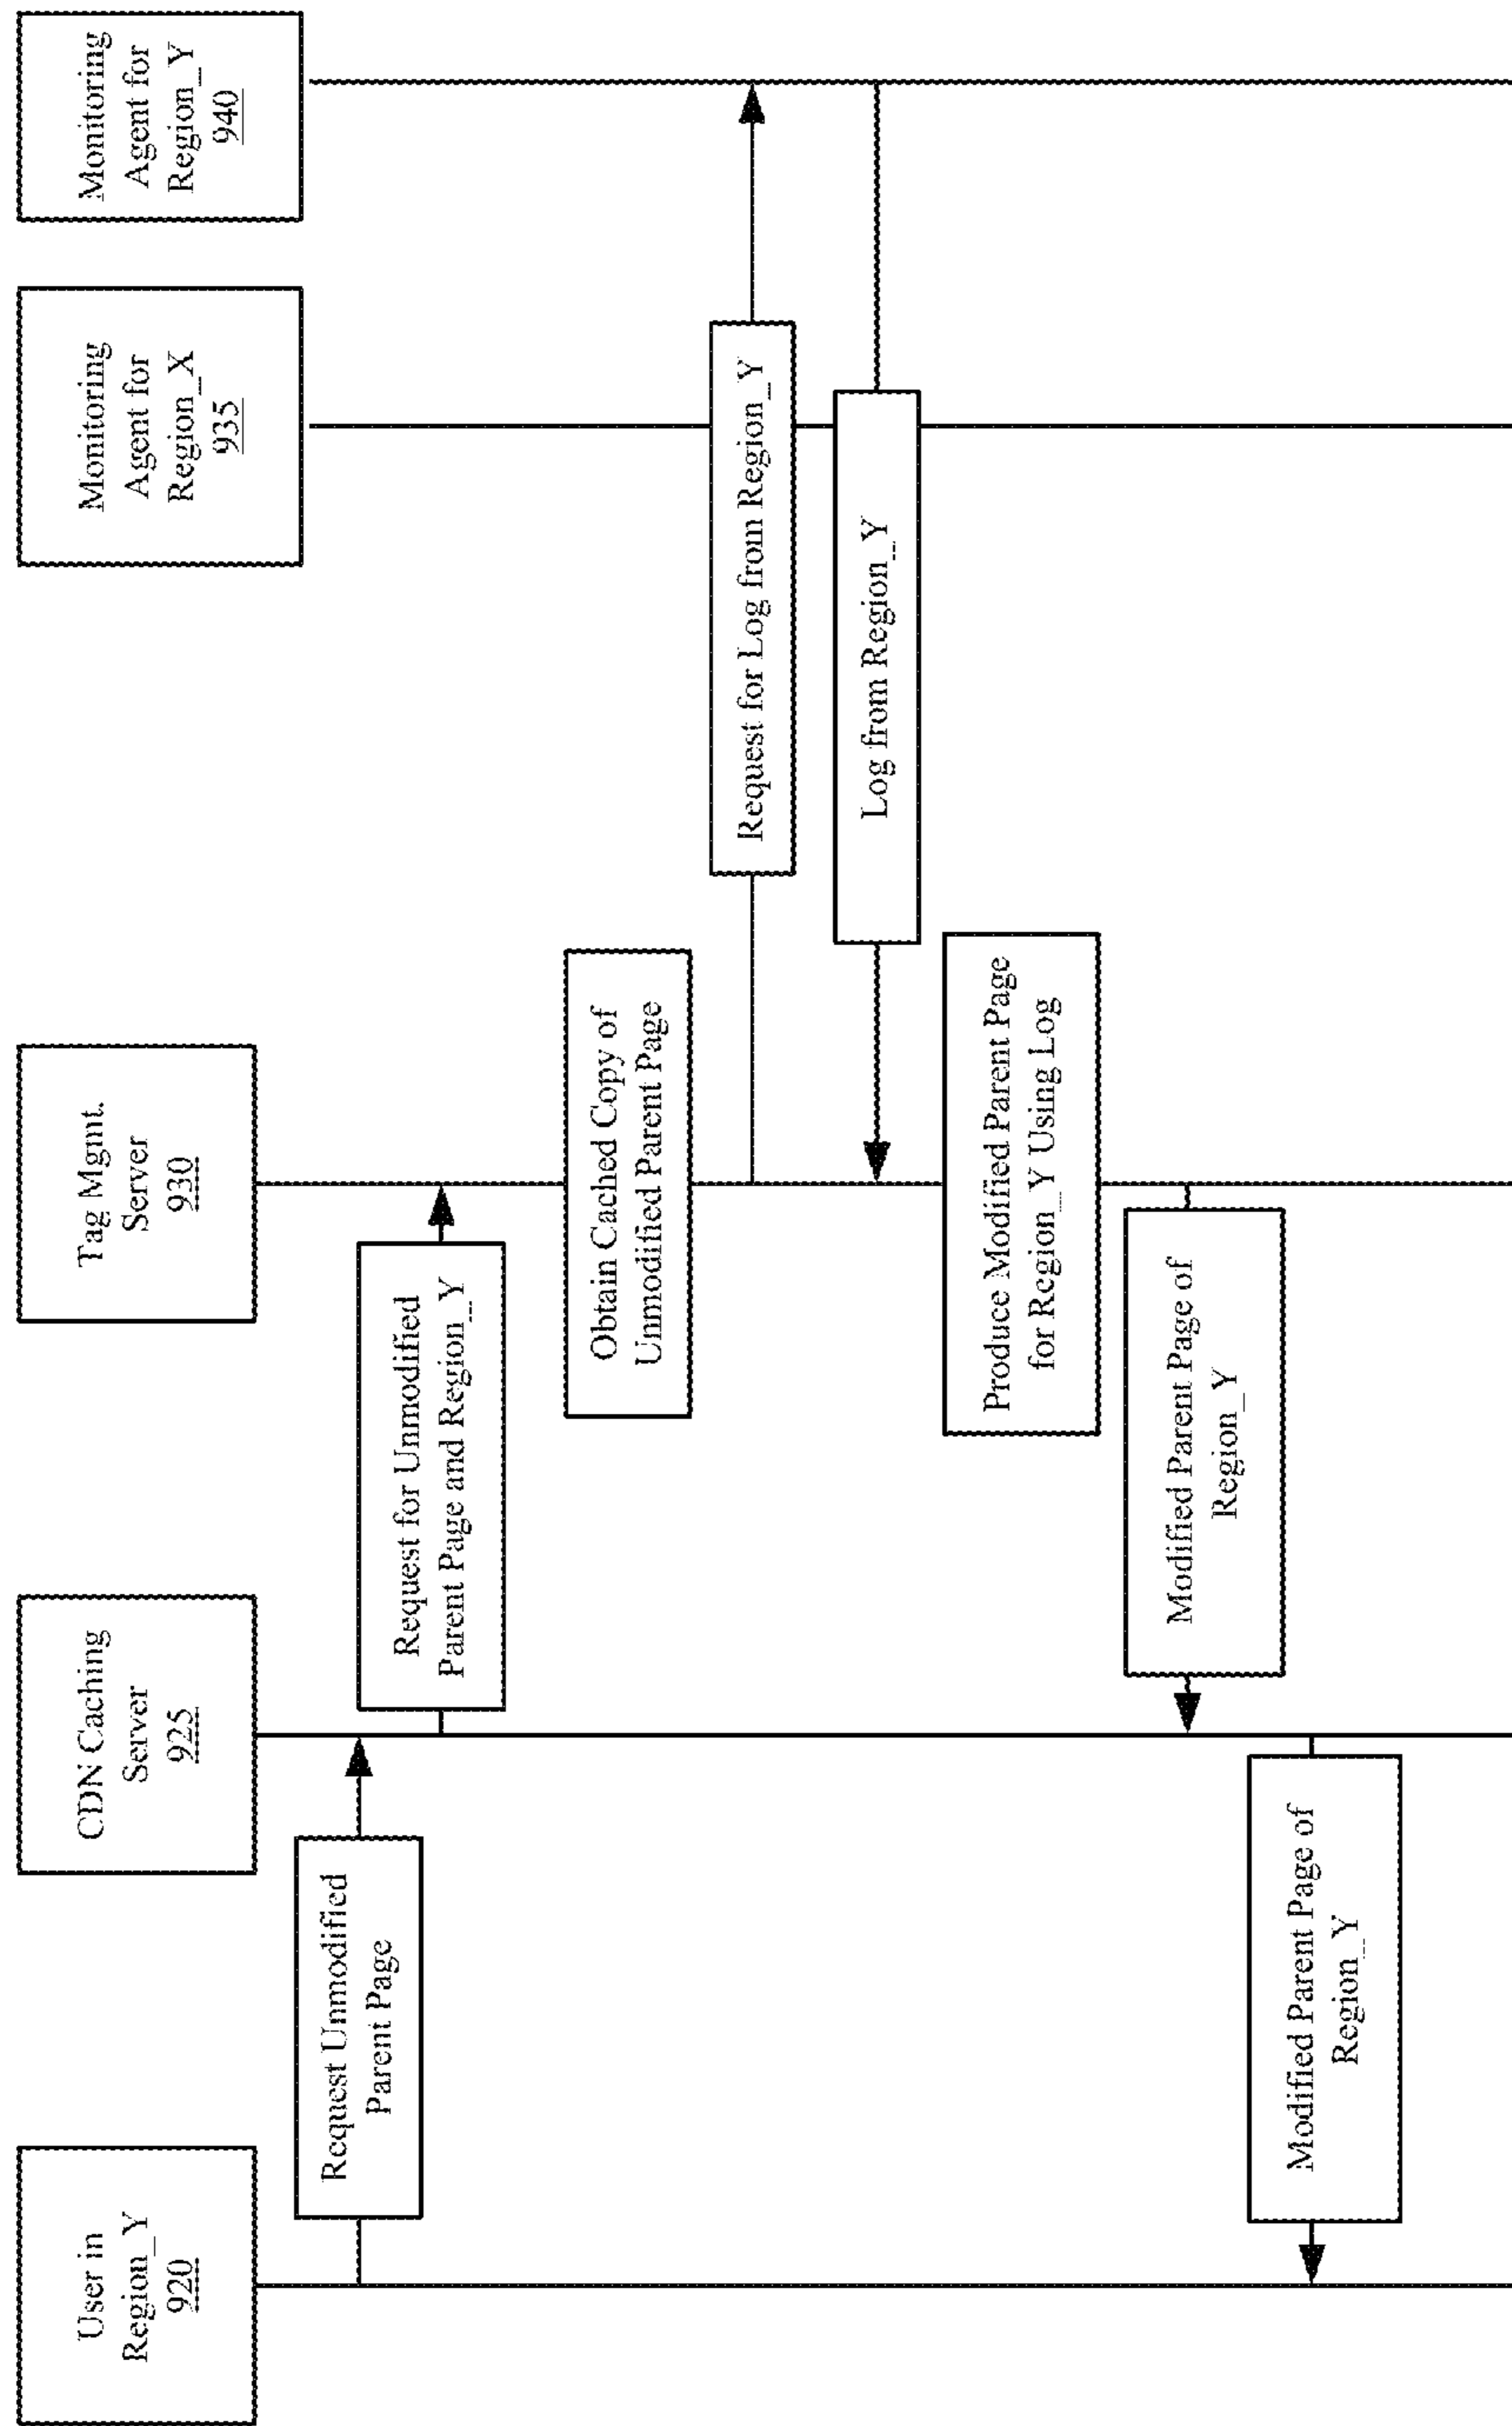 User in
Region_Y
920
CDN Caching
Server
925
Tag Mgmt.
Server
930
Monitoring
Agent for
Region_X
935
Monitoring
Agent for
Region_Y
940
Request Unmodified
Parent Page
Request for Unmodified
Parent Page and Region_Y
Obtain Cached Copy of
Unmodified Parent Page
Request for Log from Region_Y
Log from Region_Y
Produce Modified Parent Page
for Region_Y Using Log
Modified Parent Page of
Region_Y
Modified Parent Page of
Region_Y